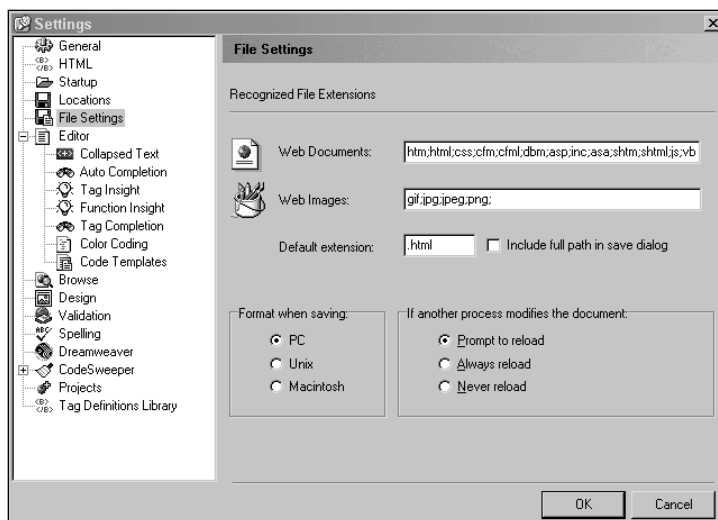 Settings
General
<B>
</B> HTML
Startup
Locations
File Settings
Editor
Collapsed Text
Auto Completion
Tag Insight
Function Insight
Tag Completion
Color Coding
Code Templates
Browse
Design
Validation
ABC Spelling
Dreamweaver
CodeSweeper
Projects
<B>
</B> Tag Definitions Library
File Settings
Recognized File Extensions
Web Documents: htm;html;css;cfm;cfml;dbm;asp;inc;asa;shtm;shtml;js;vb
Web Images: gif;jpg;jpeg;png;
Default extension: .html Include full path in save dialog
Format when saving:
PC
Unix
Macintosh
If another process modifies the document:
Prompt to reload
Always reload
Never reload
OK Cancel